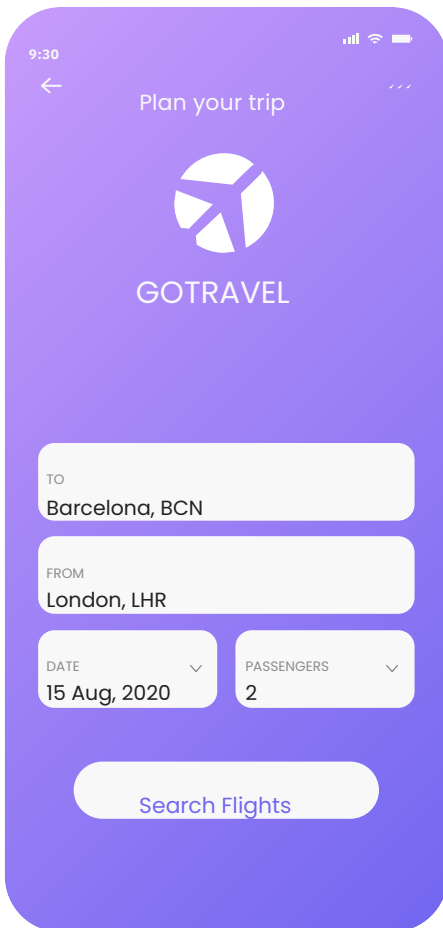 9:30
Plan your trip
GOTRAVEL
TO
Barcelona, BCN
FROM
London, LHR
DATE
15 Aug, 2020
PASSENGERS
2
Search Flights